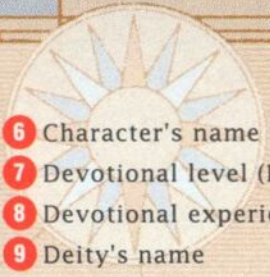 6 Character's name
7 Devotional level (
8 Devotional
9 Deity's name